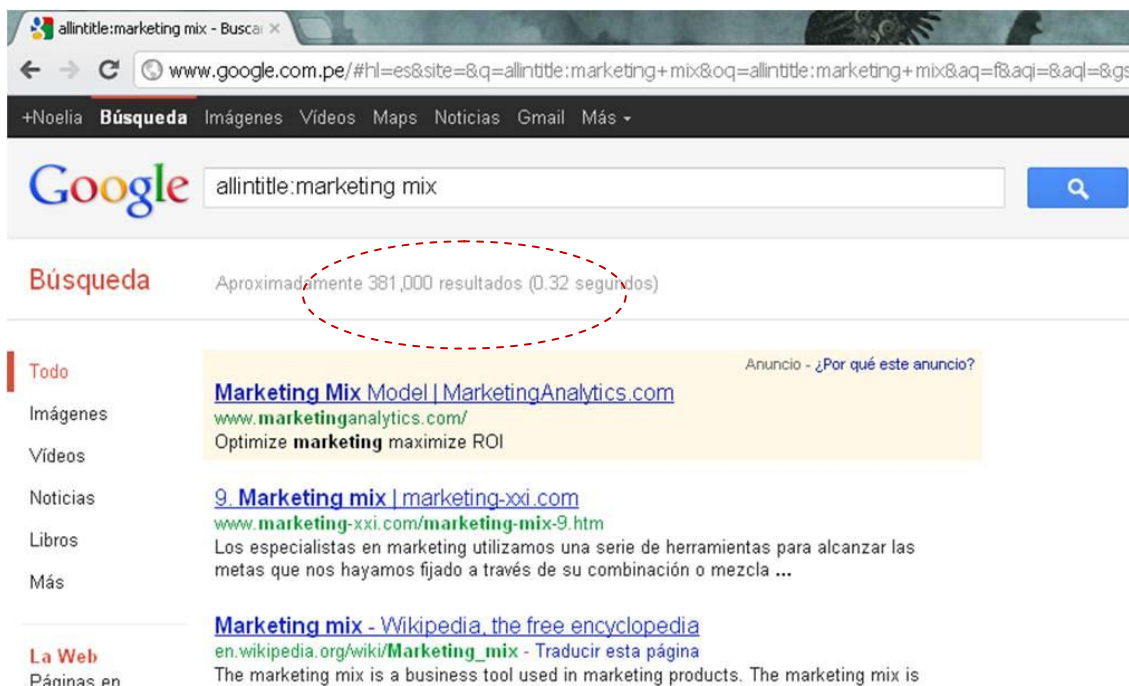 allintitle:marketing mix - Busca
www.google.com.pe/#hl=es&site=&q=allintitle:marketing+mix&oq=allintitle:marketing+mix&aq=f&aqi=&aql=&gs
+Noelia Búsqueda Imágenes Vídeos Maps Noticias Gmail Más
Google allintitle:marketing mix
Búsqueda Aproximadamente 381,000 resultados (0.32 segundos)
Anuncio - ¿Por qué este anuncio?
Todo
Marketing Mix Model | MarketingAnalytics.com
www.marketinganalytics.com/
Optimize marketing maximize ROI
Imágenes
Vídeos
Noticias
Libros
Más
9. Marketing mix | marketing-xxi.com
www.marketing-xxi.com/marketing-mix-9.htm
Los especialistas en marketing utilizamos una serie de herramientas para alcanzar las
metas que nos hayamos fijado a través de su combinación o mezcla ...
Marketing mix - Wikipedia, the free encyclopedia
en.wikipedia.org/wiki/Marketing_mix - Traducir esta página
The marketing mix is a business tool used in marketing products. The marketing mix is
La Web
Páginas en